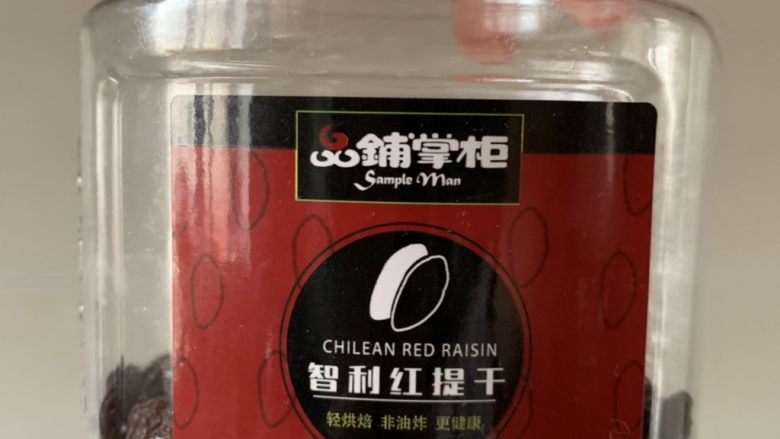 品鋪掌柜
Sample Man
CHILEAN RED RAISIN
智利红提干
轻烘焙 非油炸 更健康